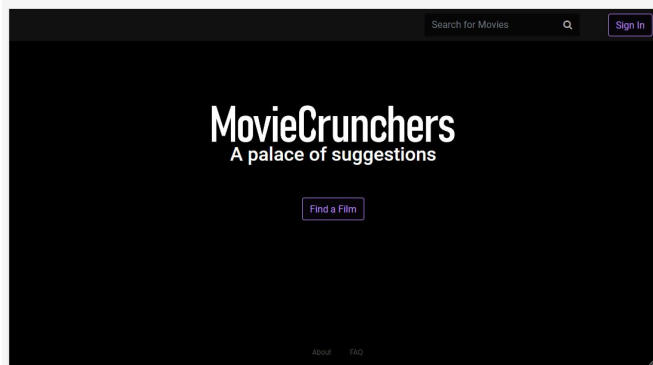 Search for Movies Sign In
MovieCrunchers
A palace of suggestions
Find a Film
About FAQ